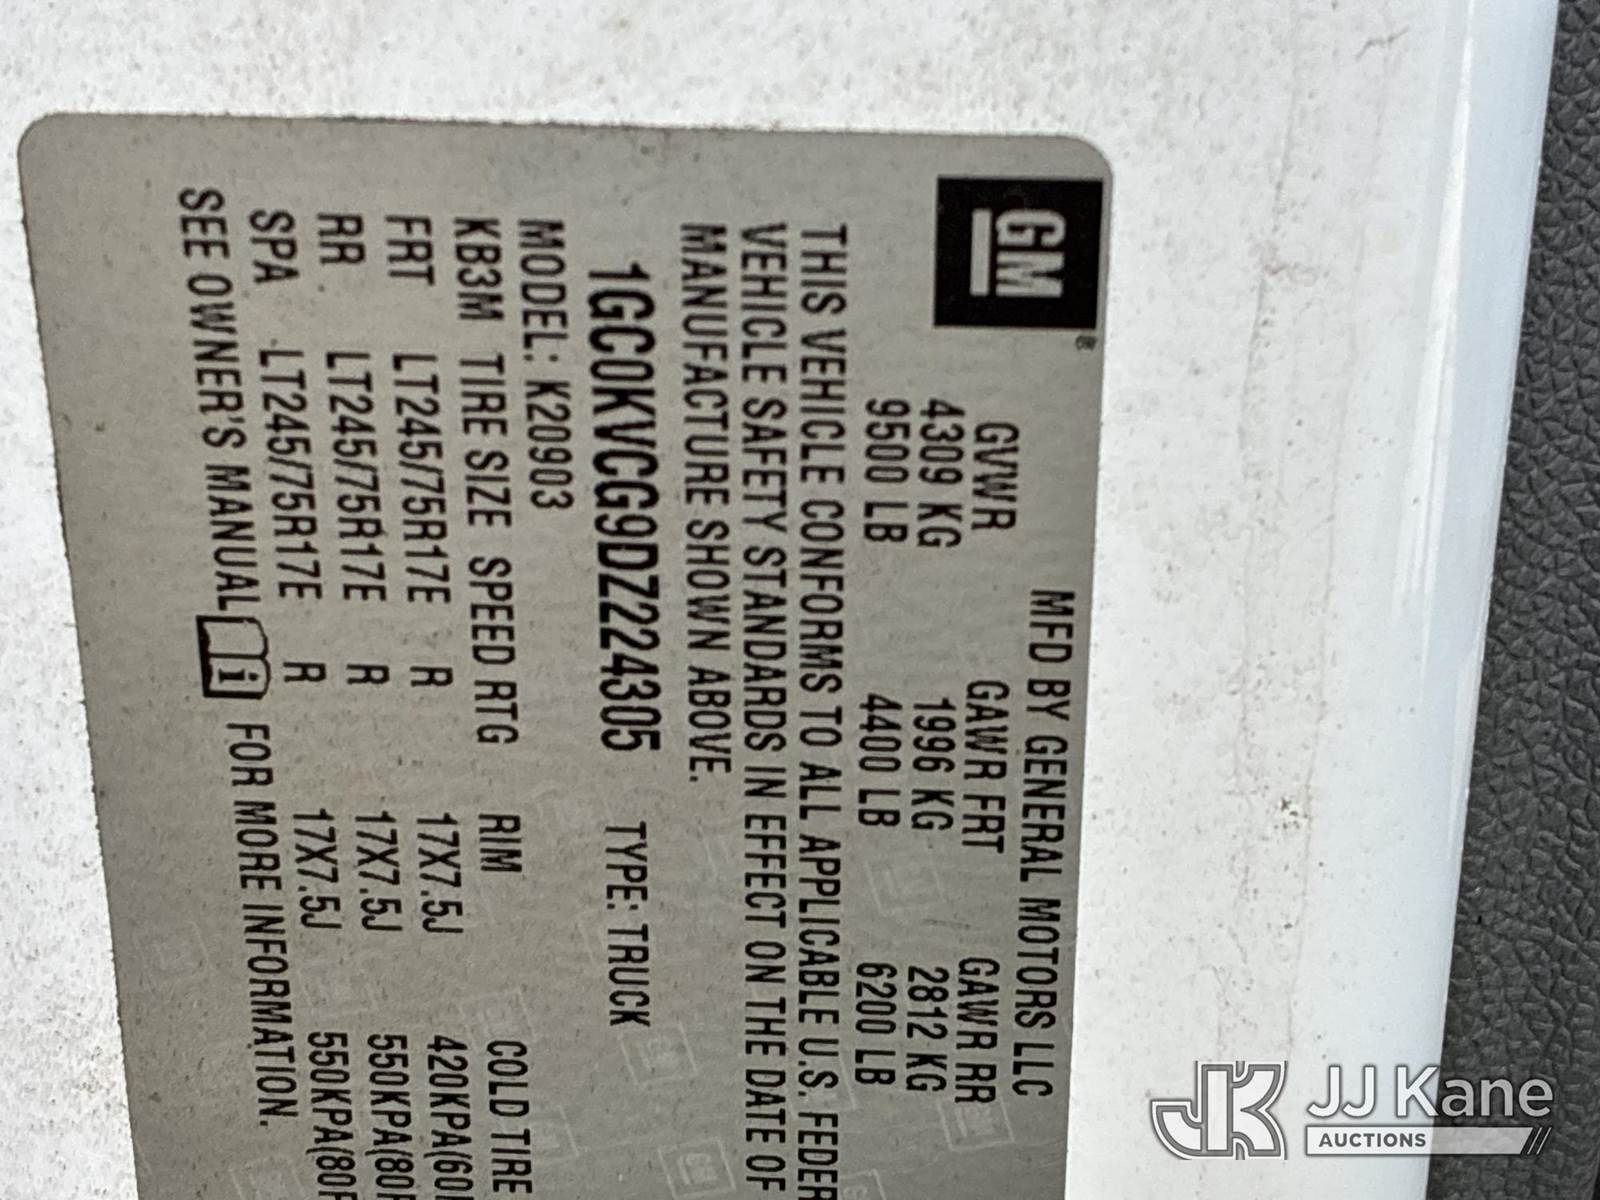 GM
MFD BY GENERAL MOTORS LLC
GVWR GAWR FRT GAWR RR
4309 KG 1996 KG 2812 KG
9500 LB 4400 LB 6200 LB
THIS VEHICLE CONFORMS TO ALL APPLICABLE U.S. FEDER
VEHICLE SAFETY STANDARDS IN EFFECT ON THE DATE OF
MANUFACTURE SHOWN ABOVE.
1GC0KVCG9DZ224305 TYPE: TRUCK
MODEL: K20903
KB3M TIRE SIZE SPEED RTG RIM COLD TIRE
FRT LT245/75R17E R 17X7.5J 420KPA(60
RR LT245/75R17E R 17X7.5J 550KPA(80
SPA LT245/75R17E R 17X7.5J 550KPA(80
SEE OWNER'S MANUAL i FOR MORE INFORMATION.
JK JJ Kane
AUCTIONS